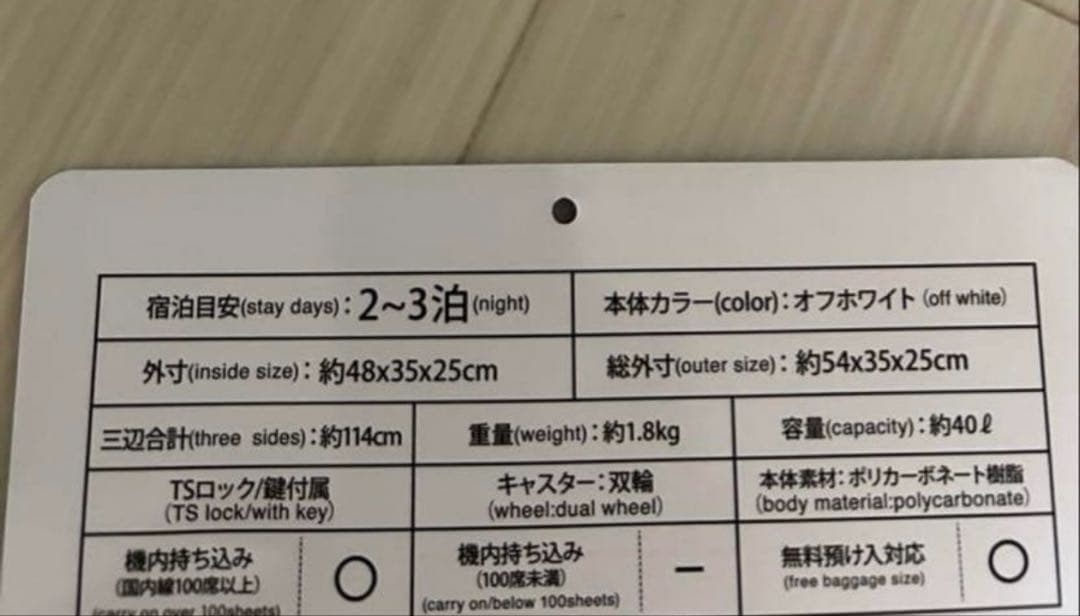 宿泊目安(stay days)：2~3泊(night)
本体カラー(color)：オフホワイト(off white)
外寸(inside size)：約48x35x25cm
総外寸(outer size)：約54x35x25cm
三辺合計(three sides)：約114cm
重量(weight)：約1.8kg
容量(capacity)：約40ℓ
TSロック/鍵付属
(TS lock/with key)
キャスター：双輪
(wheel:dual wheel)
本体素材：ポリカーボネート樹脂
(body material:polycarbonate)
機内持ち込み
(国内線100席以上)
(carry on over 100sheets)
○
機内持ち込み
(100席未満)
(carry on/below 100sheets)
ー
無料預け入対応
(free baggage size)
○